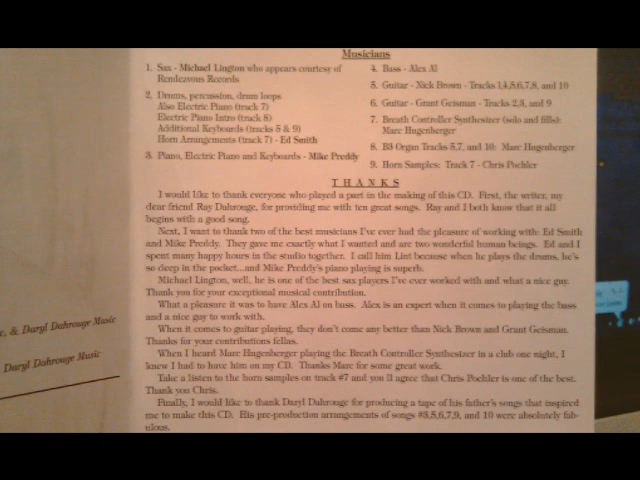 Musicians
1. Sax - Michael Lington who appears courtesy of
Rendezvous Records
2. Drums, percussion, drum loops
Also Electric Piano (track 7)
Electric Piano Intro (track 8)
Additional Keyboards (tracks 5 & 9)
Horn Arrangements (track 7) - Ed Smith
3. Piano, Electric Piano and Keyboards - Mike Preddy
4. Bass - Alex Al
5. Guitar - Nick Brown - Tracks 1,4,5,6,7,8, and 10
6. Guitar - Grant Geisman - Tracks 2,3, and 9
7. Breath Controller Synthesizer (solo and fills):
Marc Hugenberger
8. B3 Organ Tracks 5,7, and 10: Marc Hugenberger
9. Horn Samples: Track 7 - Chris Poehler
THANKS
I would like to thank everyone who played a part in the making of this CD. First, the writer, my
dear friend Ray Dahrouge, for providing me with ten great songs. Ray and I both know that it all
begins with a good song.
Next, I want to thank two of the best musicians I've ever had the pleasure of working with: Ed Smith
and Mike Preddy. They gave me exactly what I wanted and are two wonderful human beings. Ed and I
spent many happy hours in the studio together. I call him Lint because when he plays the drums, he's
so deep in the pocket...and Mike Preddy's piano playing is superb.
Michael Lington, well, he is one of the best sax players I've ever worked with and what a nice guy.
Thank you for your exceptional musical contribution.
What a pleasure it was to have Alex Al on bass. Alex is an expert when it comes to playing the bass
and a nice guy to work with.
When it comes to guitar playing, they don't come any better than Nick Brown and Grant Geisman.
Thanks for your contributions fellas.
When I heard Marc Hugenberger playing the Breath Controller Synthesizer in a club one night, I
knew I had to have him on my CD. Thanks Marc for some great work.
Take a listen to the horn samples on track #7 and you'll agree that Chris Poehler is one of the best.
Thank you Chris.
Finally, I would like to thank Daryl Dahrouge for producing a tape of his father's songs that inspired
me to make this CD. His pre-production arrangements of songs #3,5,6,7,9, and 10 were absolutely fab-
ulous.
& Daryl Dahrouge Music
Daryl Dahrouge Music